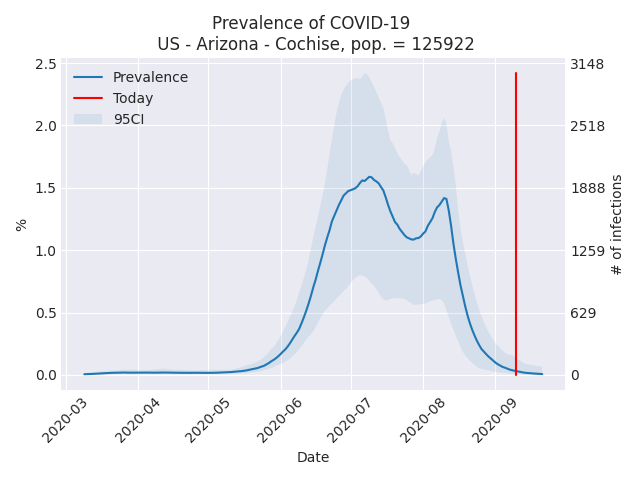 Prevalence of COVID-19
US - Arizona - Cochise, pop. = 125922
Prevalence
Today
95CI
2.5
2.0
1.5
1.0
0.5
0.0
%
3148
2518
1888
1259
629
0
# of infections
2020-03
2020-04
2020-05
2020-06
2020-07
2020-08
2020-09
Date